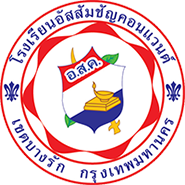 โรงเรียนอัสสัมชัญคอนแวนต์
อ.ส.ค.
เขตบางรัก กรุงเทพมหานคร